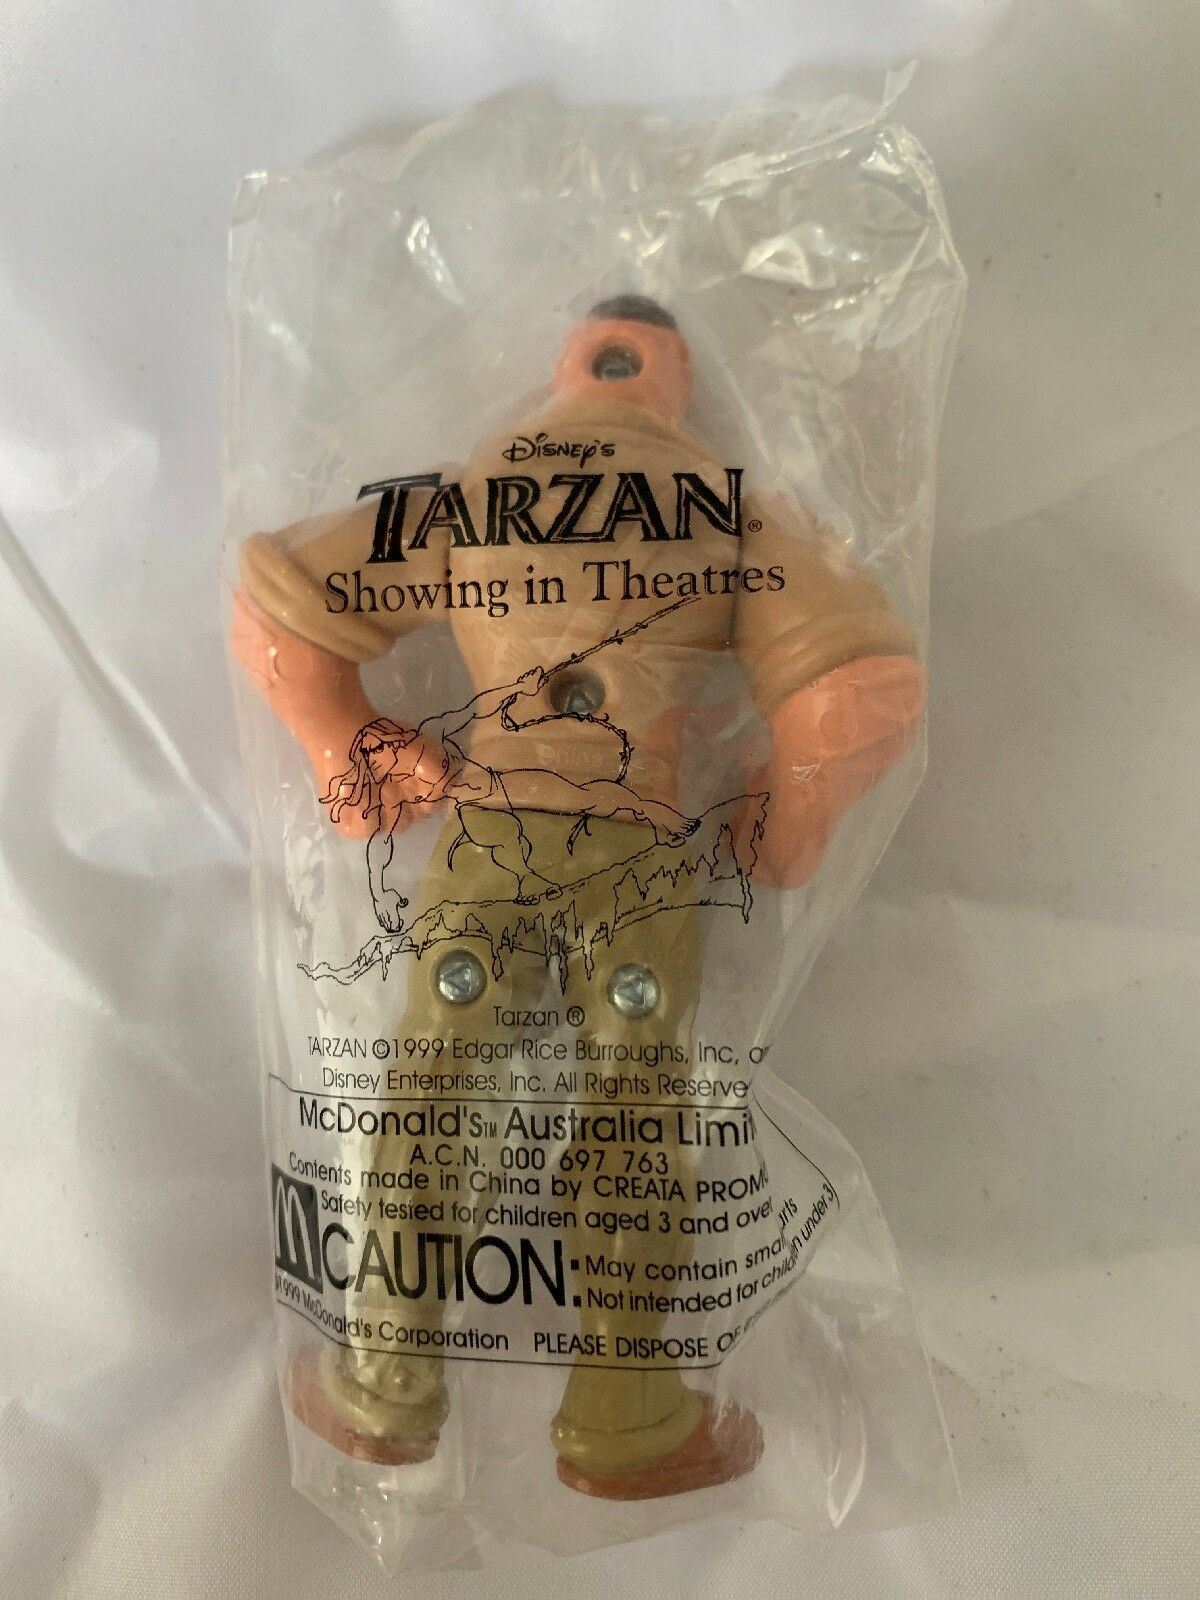 Disney's
TARZAN®
Showing in Theatres
Tarzan ®
TARZAN ©1999 Edgar Rice Burroughs, Inc,
Disney Enterprises, Inc. All Rights Reserve
McDonald's™ Australia Limi
A.C.N. 000 697 763
Contents made in China by CREATA PROM
Safety tested for children aged 3 and over
CAUTION:
May contain small parts
Not intended for children under 3
1999 McDonald's Corporation PLEASE DISPOSE OF